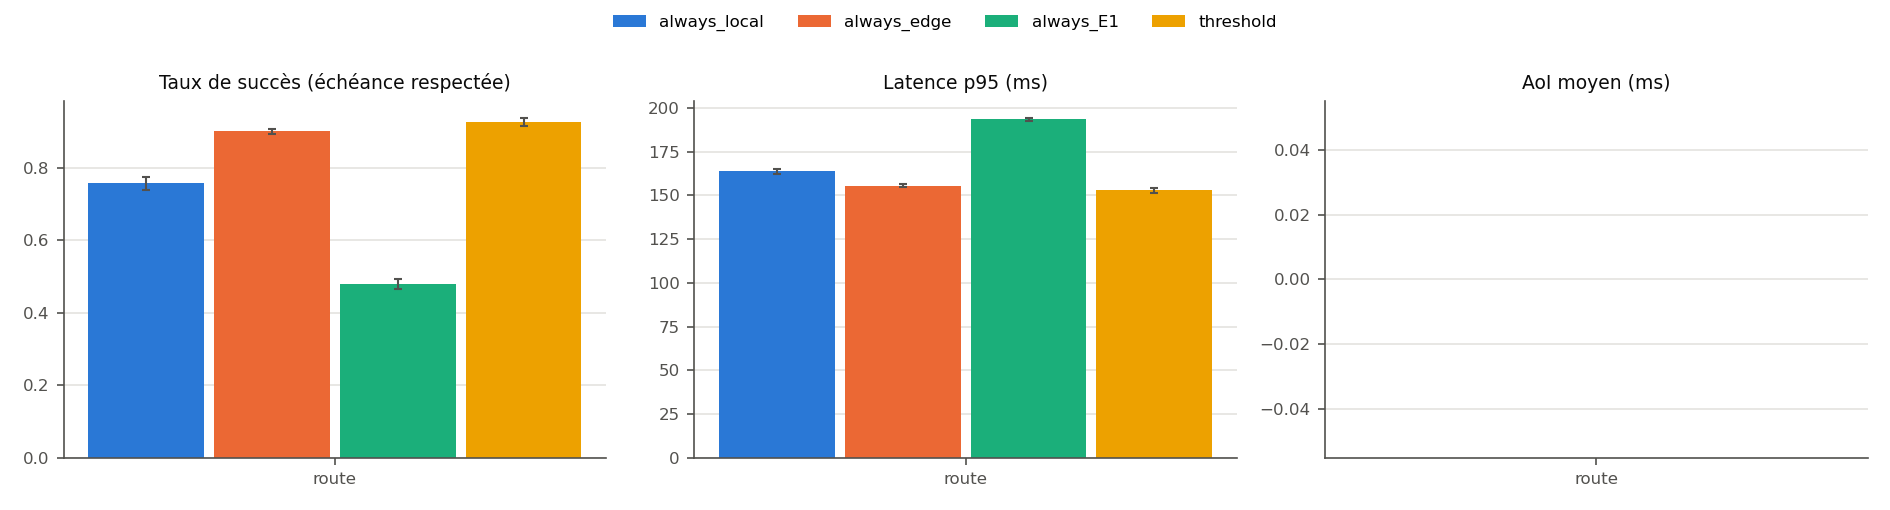 always_local always_edge always_E1 threshold
Taux de succès (échéance respectée)
0.8
0.6
0.4
0.2
0.0
route
Latence p95 (ms)
200
175
150
125
100
75
50
25
0
route
AoI moyen (ms)
0.04
0.02
0.00
−0.02
−0.04
route